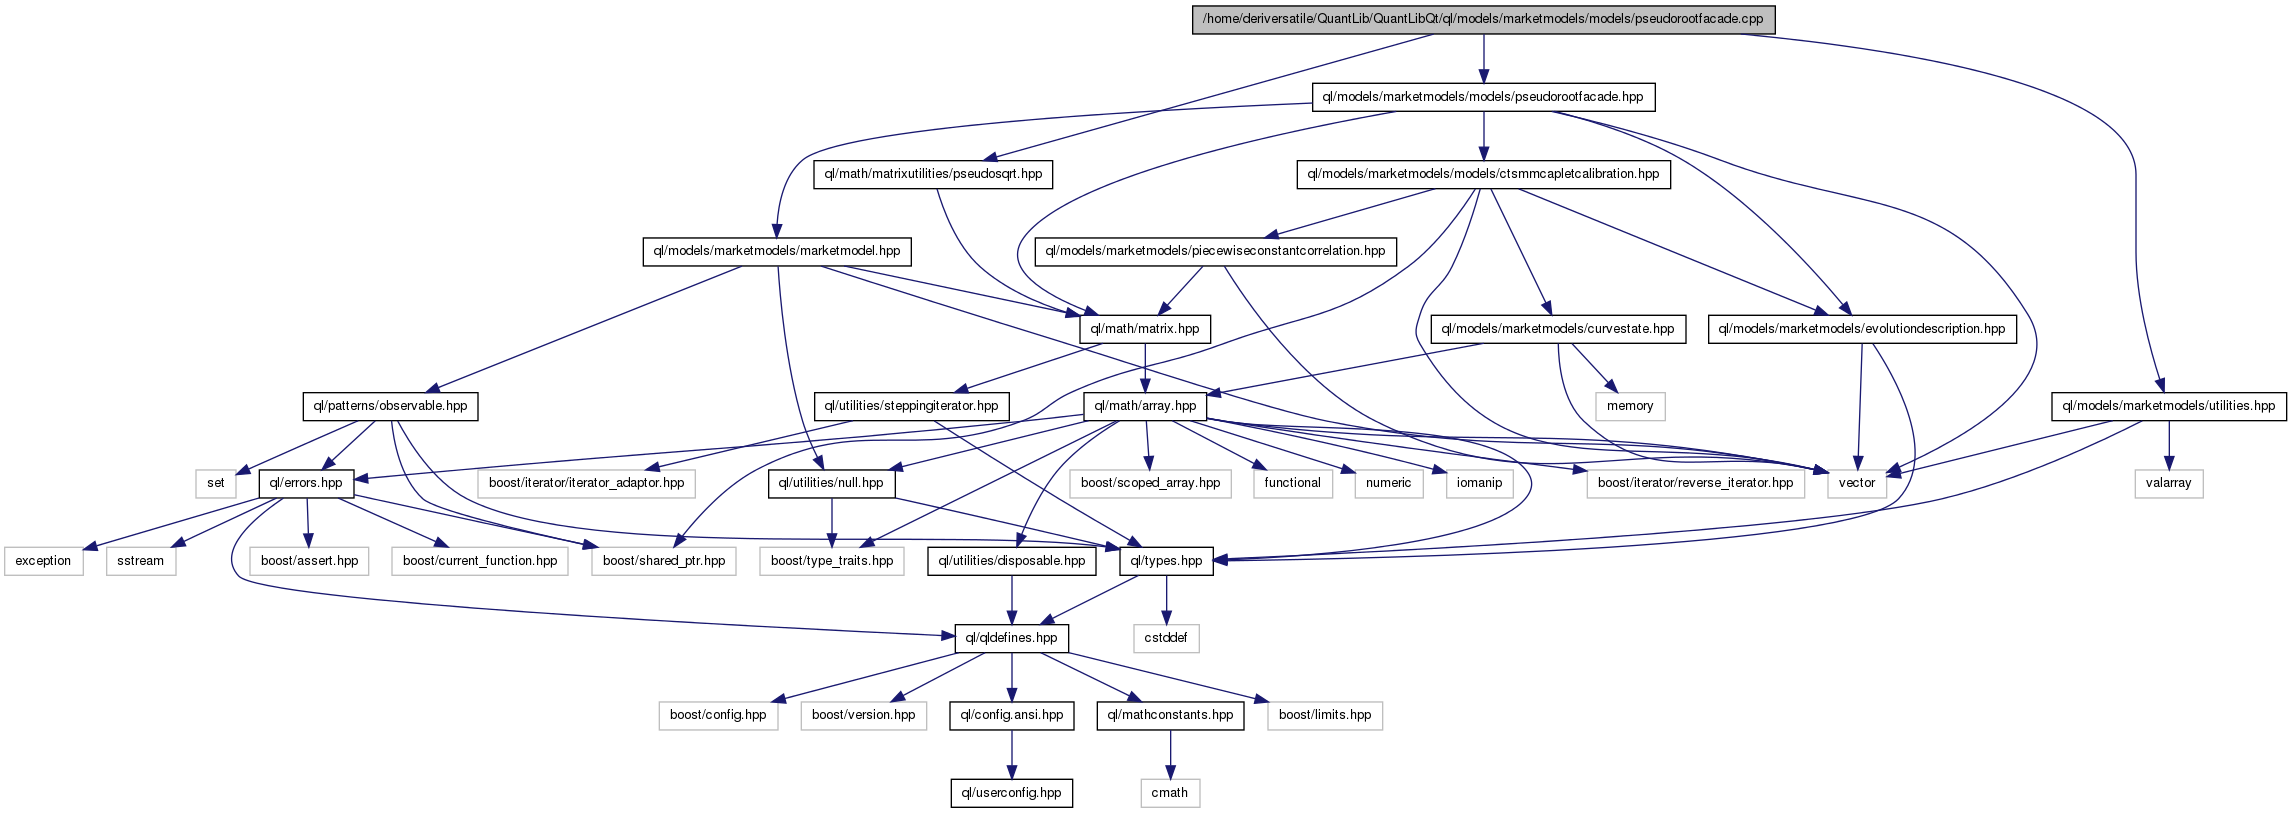 /home/deriversatile/QuantLib/QuantLibQt/ql/models/marketmodels/models/pseudorootfacade.cpp
ql/models/marketmodels/models/pseudorootfacade.hpp
ql/math/matrixutilities/pseudosqrt.hpp
ql/models/marketmodels/models/ctsmmcapletcalibration.hpp
ql/models/marketmodels/marketmodel.hpp
ql/models/marketmodels/piecewiseconstantcorrelation.hpp
ql/math/matrix.hpp
ql/models/marketmodels/curvestate.hpp
ql/models/marketmodels/evolutiondescription.hpp
ql/patterns/observable.hpp
ql/utilities/steppingiterator.hpp
ql/math/array.hpp
memory
ql/models/marketmodels/utilities.hpp
set
ql/errors.hpp
boost/iterator/iterator_adaptor.hpp
ql/utilities/null.hpp
boost/scoped_array.hpp
functional
numeric
iomanip
boost/iterator/reverse_iterator.hpp
vector
valarray
exception
sstream
boost/assert.hpp
boost/current_function.hpp
boost/shared_ptr.hpp
boost/type_traits.hpp
ql/utilities/disposable.hpp
ql/types.hpp
ql/qldefines.hpp
cstddef
boost/config.hpp
boost/version.hpp
ql/config.ansi.hpp
ql/mathconstants.hpp
boost/limits.hpp
ql/userconfig.hpp
cmath